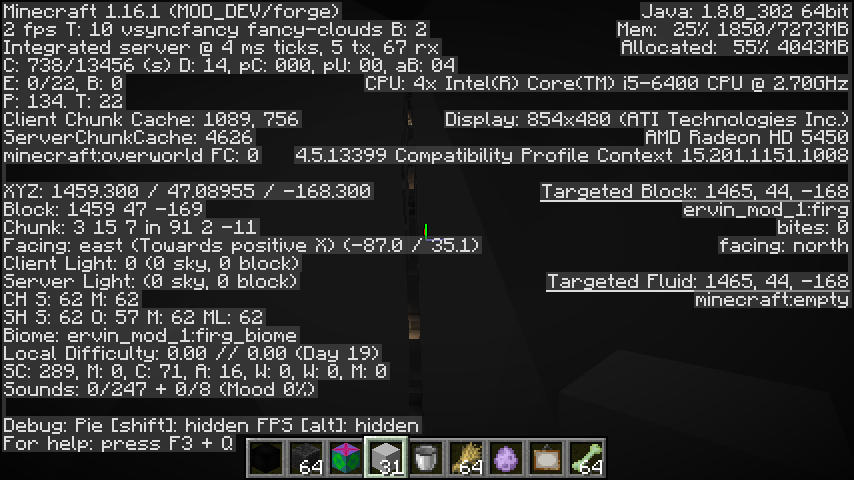 Minecraft 1.16.1 (MOD_DEV/forge)
2 fps T: 10 vsyncfancy fancy-clouds B: 2
Integrated server @ 4 ms ticks, 5 tx, 67 rx
C: 738/13456 (s) D: 14, pC: 000, pU: 00, aB: 04
E: 0/22, B: 0
P: 134. T: 22
Client Chunk Cache: 1089, 756
ServerChunkCache: 4626
minecraft:overworld FC: 0
XYZ: 1459.300 / 47.08955 / -168.300
Block: 1459 47 -169
Chunk: 3 15 7 in 91 2 -11
Facing: east (Towards positive X) (-87.0 / 35.1)
Client Light: 0 (0 sky, 0 block)
Server Light: (0 sky, 0 block)
CH S: 62 M: 62
SH S: 62 O: 57 M: 62 ML: 62
Biome: ervin_mod_1:firg_biome
Local Difficulty: 0.00 // 0.00 (Day 19)
SC: 289, M: 0, C: 71, A: 16, W: 0, W: 0, M: 0
Sounds: 0/247 + 0/8 (Mood 0%)
Debug: Pie [shift]: hidden FPS [alt]: hidden
For help: press F3 + Q
Java: 1.8.0_302 64bit
Mem: 25% 1850/7273MB
Allocated: 55% 4043MB
CPU: 4x Intel(R) Core(TM) i5-6400 CPU @ 2.70GHz
Display: 854x480 (ATI Technologies Inc.)
AMD Radeon HD 5450
4.5.13399 Compatibility Profile Context 15.201.1151.1008
Targeted Block: 1465, 44, -168
ervin_mod_1:firg
bites: 0
facing: north
Targeted Fluid: 1465, 44, -168
minecraft:empty
64 31 64 64